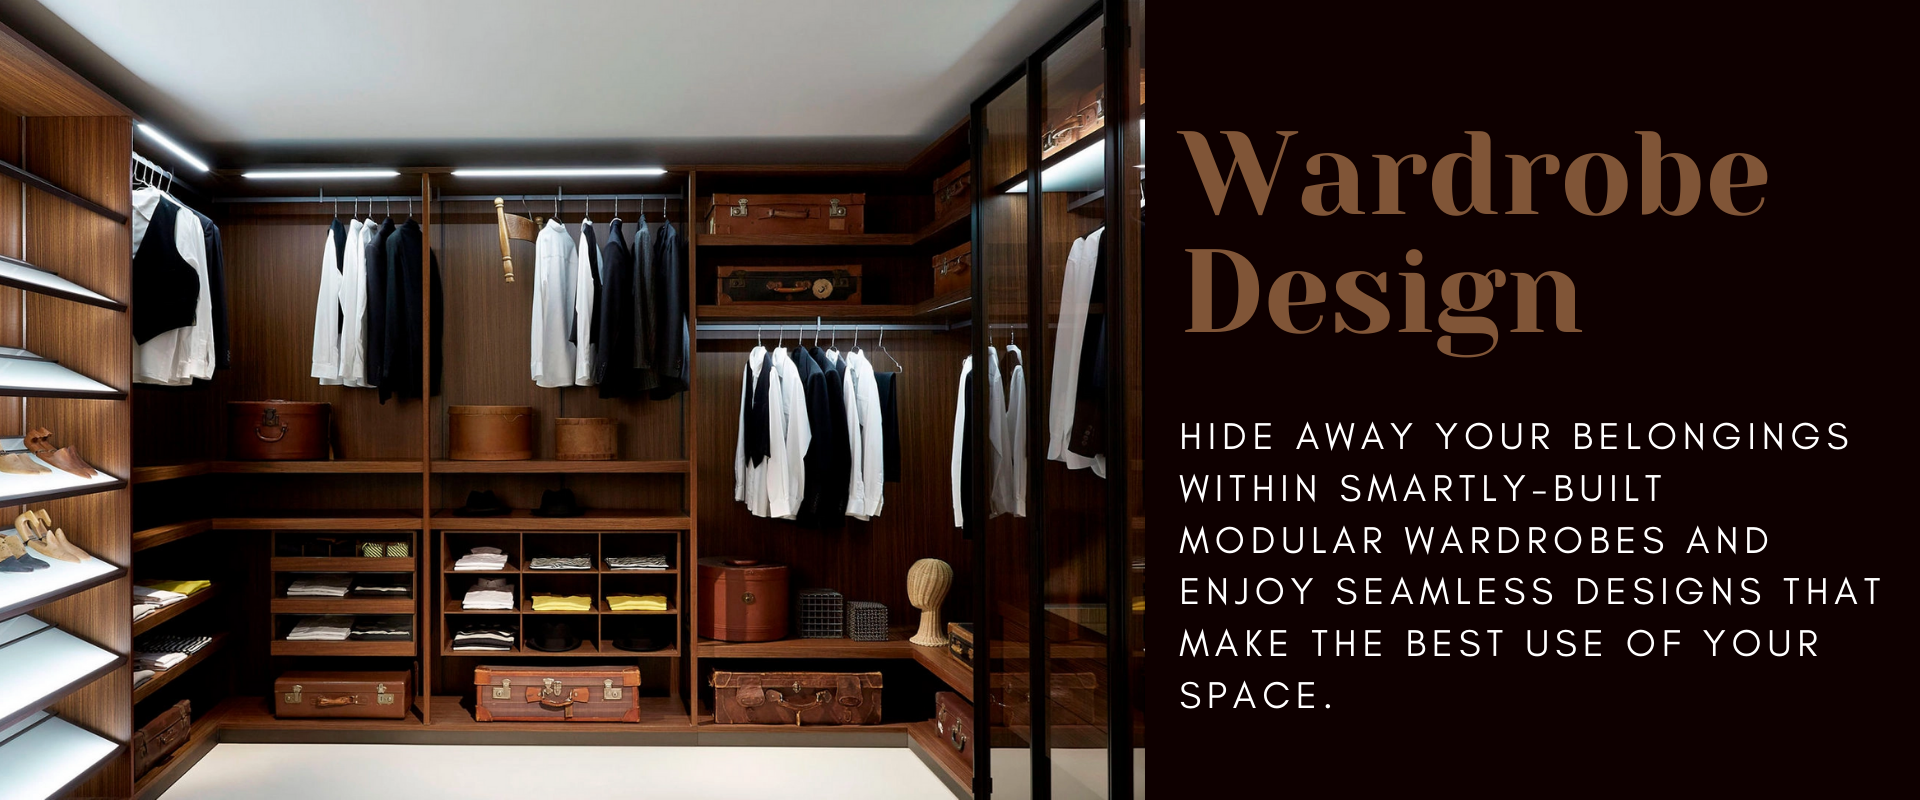 Wardrobe
Design
HIDE AWAY YOUR BELONGINGS
WITHIN SMARTLY-BUILT
MODULAR WARDROBES AND
ENJOY SEAMLESS DESIGNS THAT
MAKE THE BEST USE OF YOUR
SPACE.